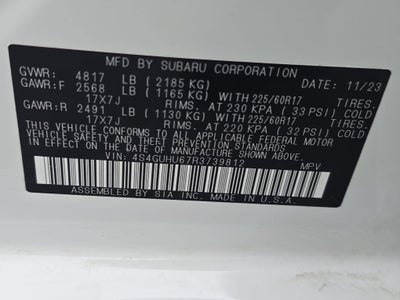 MFD BY SUBARU CORPORATION
GVWR: 4817 LB ( 2185 KG) DATE: 11/23
GAWR:F 2568 LB ( 1165 KG) WITH 225/60R17 TIRES.
17X7J RIMS. AT 230 KPA ( 33 PSI)
GAWR:R 2491 LB ( 1130 KG) WITH 225/60R17 TIRES.
17X7J RIMS. AT 220 KPA ( 32 PSI)
THIS VEHICLE CONFORMS TO ALL APPLICABLE FEDERAL MOTOR
VEHICLE SAFETY AND THEFT PREVENTION STANDARDS
IN EFFECT ON THE DATE OF MANUFACTURE SHOWN ABOVE.
VIN: 4S4GUHU67R3739812 MPV
ASSEMBLED BY SIA INC. MADE IN U.S.A.